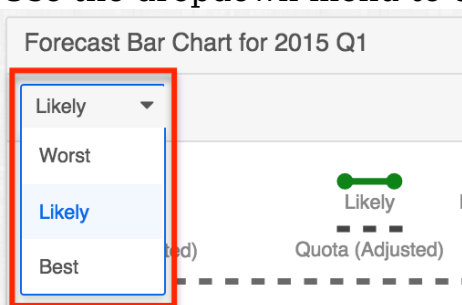 Forecast Bar Chart for 2015 Q1
Likely
Worst
Likely
Best
Likely
Quota (Adjusted)